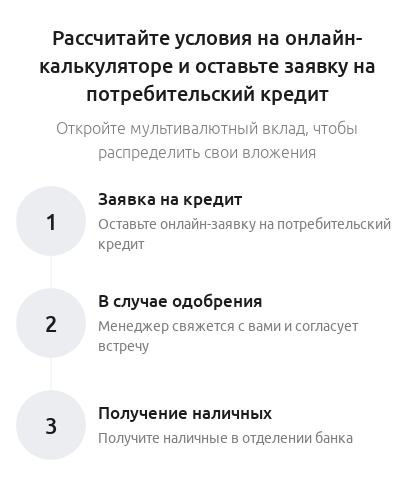 Рассчитайте условия на онлайн-
калькуляторе и оставьте заявку на
потребительский кредит
Откройте мультивалютный вклад, чтобы
распределить свои вложения
1
Заявка на кредит
Оставьте онлайн-заявку на потребительский
кредит
2
В случае одобрения
Менеджер свяжется с вами и согласует
встречу
3
Получение наличных
Получите наличные в отделении банка